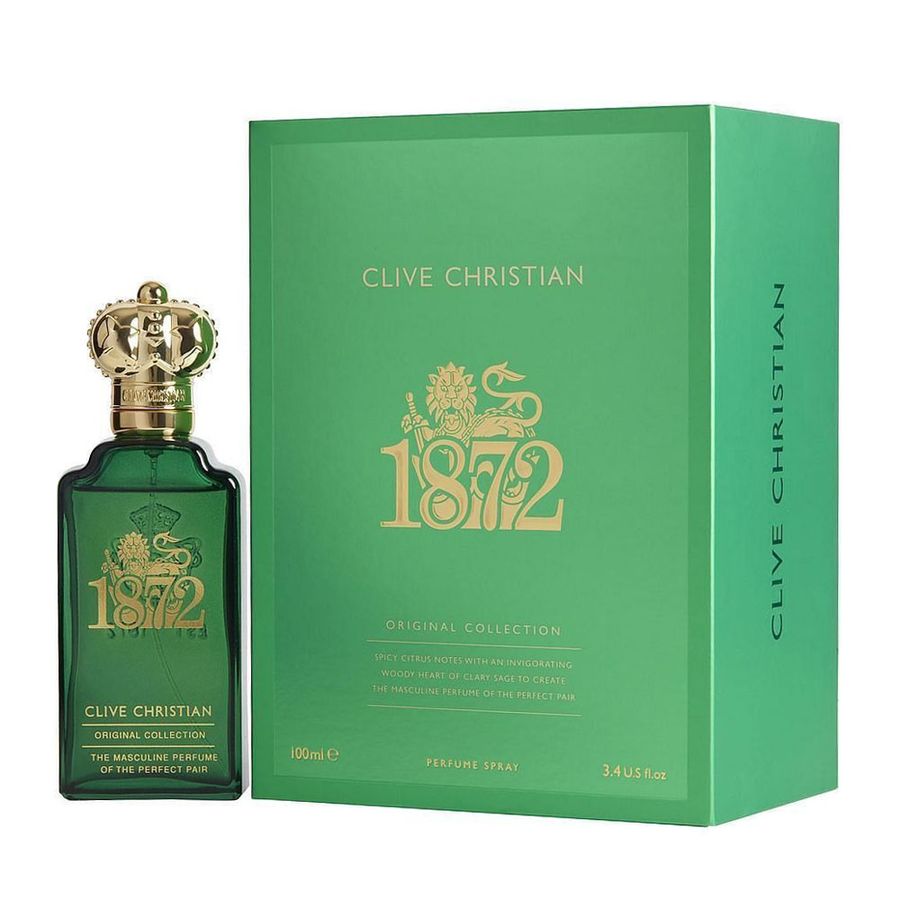 CLIVE CHRISTIAN
1872
ORIGINAL COLLECTION
SPICY CITRUS NOTES WITH AN INVIGORATING
WOODY HEART OF CLARY SAGE TO CREATE
THE MASCULINE PERFUME OF THE PERFECT PAIR
100ml ℮
PERFUME SPRAY
3.4 U.S fl.oz
CLIVE CHRISTIAN
CLIVE CHRISTIAN
1872
CLIVE CHRISTIAN
ORIGINAL COLLECTION
THE MASCULINE PERFUME
OF THE PERFECT PAIR